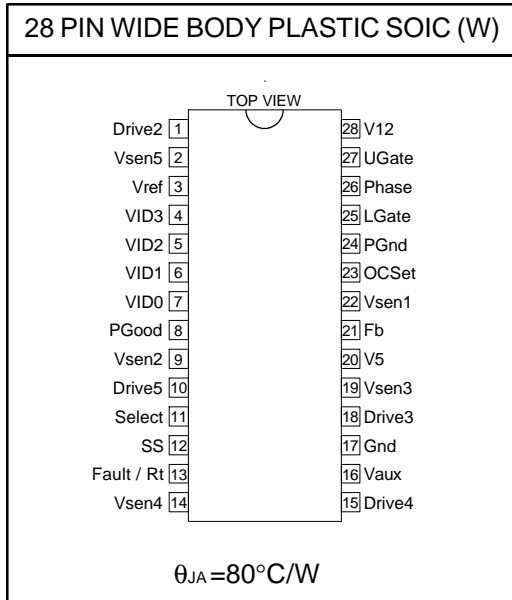 28 PIN WIDE BODY PLASTIC SOIC (W)
TOP VIEW
Drive2 1 28 V12
Vsen5 2 27 UGate
Vref 3 26 Phase
VID3 4 25 LGate
VID2 5 24 PGnd
VID1 6 23 OCSet
VID0 7 22 Vsen1
PGood 8 21 Fb
Vsen2 9 20 V5
Drive5 10 19 Vsen3
Select 11 18 Drive3
SS 12 17 Gnd
Fault / Rt 13 16 Vaux
Vsen4 14 15 Drive4
θJA =80°C/W